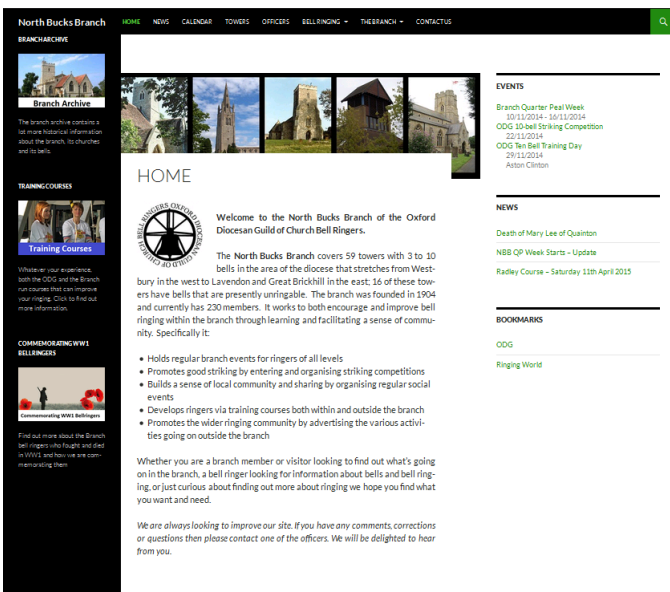 North Bucks Branch
HOME NEWS CALENDAR TOWERS OFFICERS BELL RINGING THE BRANCH CONTACT US
BRANCH ARCHIVE
Branch Archive
The branch archive contains a
lot more historical information
about the branch, its churches
and its bells.
TRAINING COURSES
Training Courses
Whatever your experience,
both the ODG and the Branch
run courses that can improve
your ringing. Click to find out
more information.
COMMEMORATING WW1
BELLRINGERS
Commemorating WW1 Bellringers
Find out more about the Branch
bell ringers who fought and died
in WW1 and how we are com-
memorating them
HOME
OXFORD DIOCESAN GUILD OF CHURCH BELL RINGERS
Welcome to the North Bucks Branch of the Oxford
Diocesan Guild of Church Bell Ringers.
The North Bucks Branch covers 59 towers with 3 to 10
bells in the area of the diocese that stretches from West-
bury in the west to Lavendon and Great Brickhill in the east; 16 of these tow-
ers have bells that are presently unringable. The branch was founded in 1904
and currently has 230 members. It works to both encourage and improve bell
ringing within the branch through learning and facilitating a sense of commu-
nity. Specifically it:
• Holds regular branch events for ringers of all levels
• Promotes good striking by entering and organising striking competitions
• Builds a sense of local community and sharing by organising regular social
events
• Develops ringers via training courses both within and outside the branch
• Promotes the wider ringing community by advertising the various activi-
ties going on outside the branch
Whether you are a branch member or visitor looking to find out what's going
on in the branch, a bell ringer looking for information about bells and bell ring-
ing, or just curious about finding out more about ringing we hope you find what
you want and need.
We are always looking to improve our site. If you have any comments, corrections
or questions then please contact one of the officers. We will be delighted to hear
from you.
EVENTS
Branch Quarter Peal Week
10/11/2014 - 16/11/2014
ODG 10-bell Striking Competition
22/11/2014
ODG Ten Bell Training Day
29/11/2014
Aston Clinton
NEWS
Death of Mary Lee of Quainton
NBB QP Week Starts – Update
Radley Course – Saturday 11th April 2015
BOOKMARKS
ODG
Ringing World